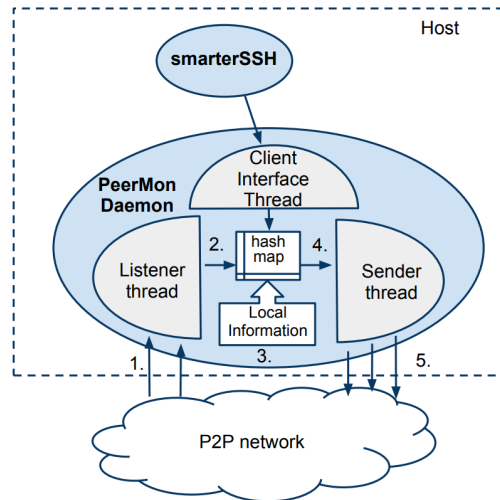 Host
smarterSSH
Client
Interface
Thread
PeerMon
Daemon
2.
hash
map
4.
Listener
thread
Sender
thread
Local
Information
1.
3.
5.
P2P network